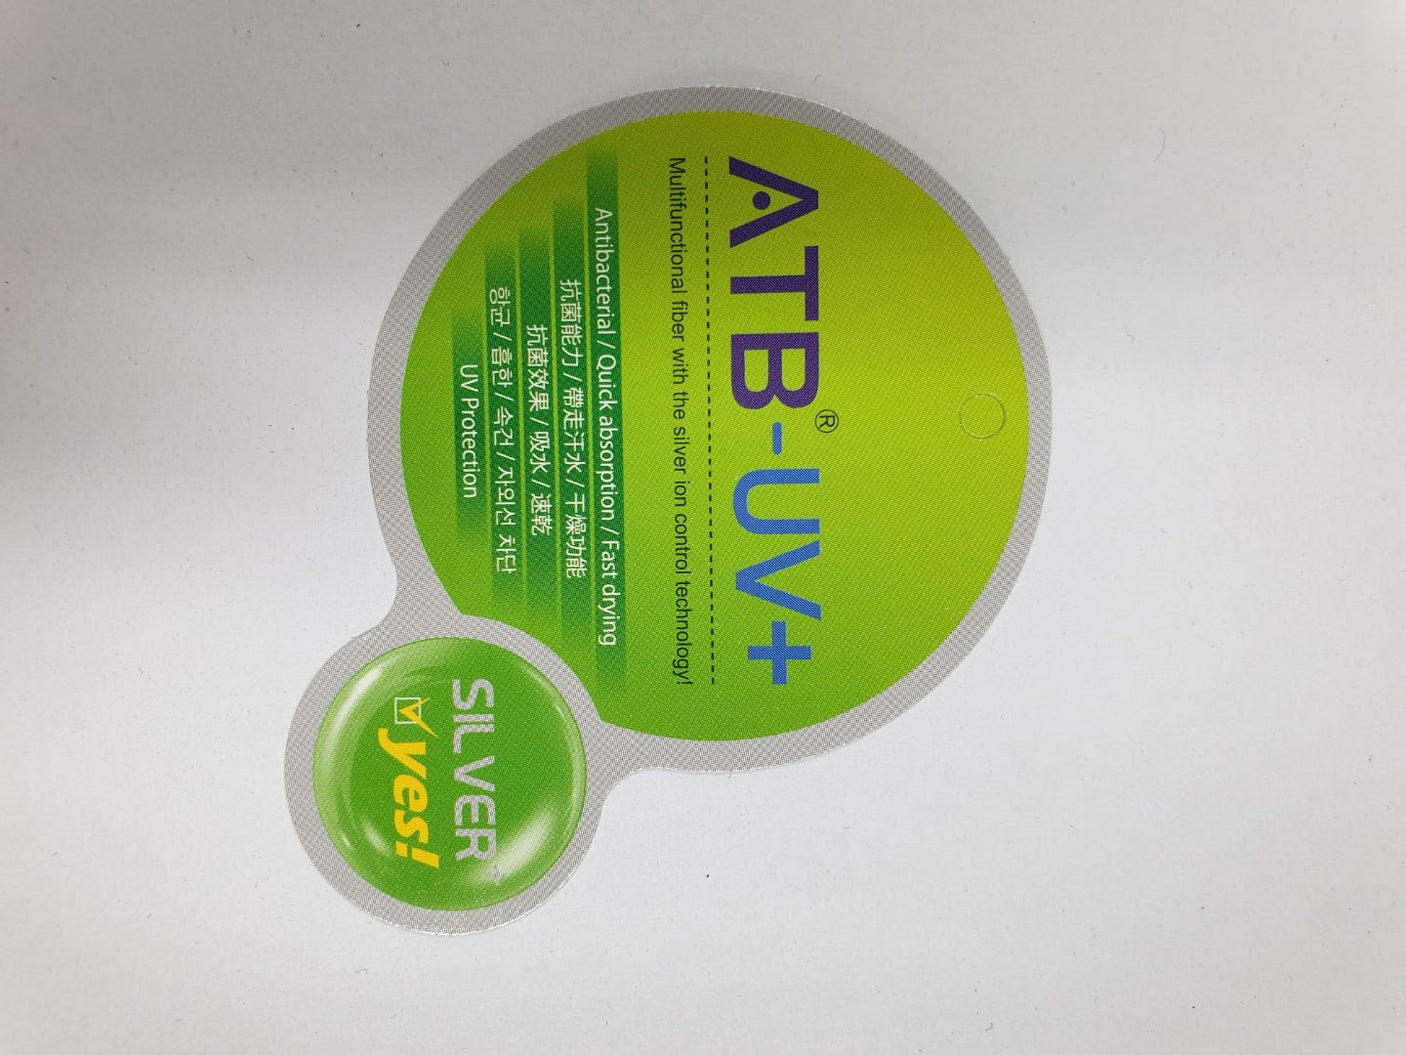 ATB®-UV+
Multifunctional fiber with the silver ion control technology!
Antibacterial / Quick absorption / Fast drying
抗菌能力 / 帶走汗水 / 干燥功能
抗菌效果 / 吸水 / 速乾
항균 / 흡한 / 속건 / 자외선 차단
UV Protection
SILVER
yes!